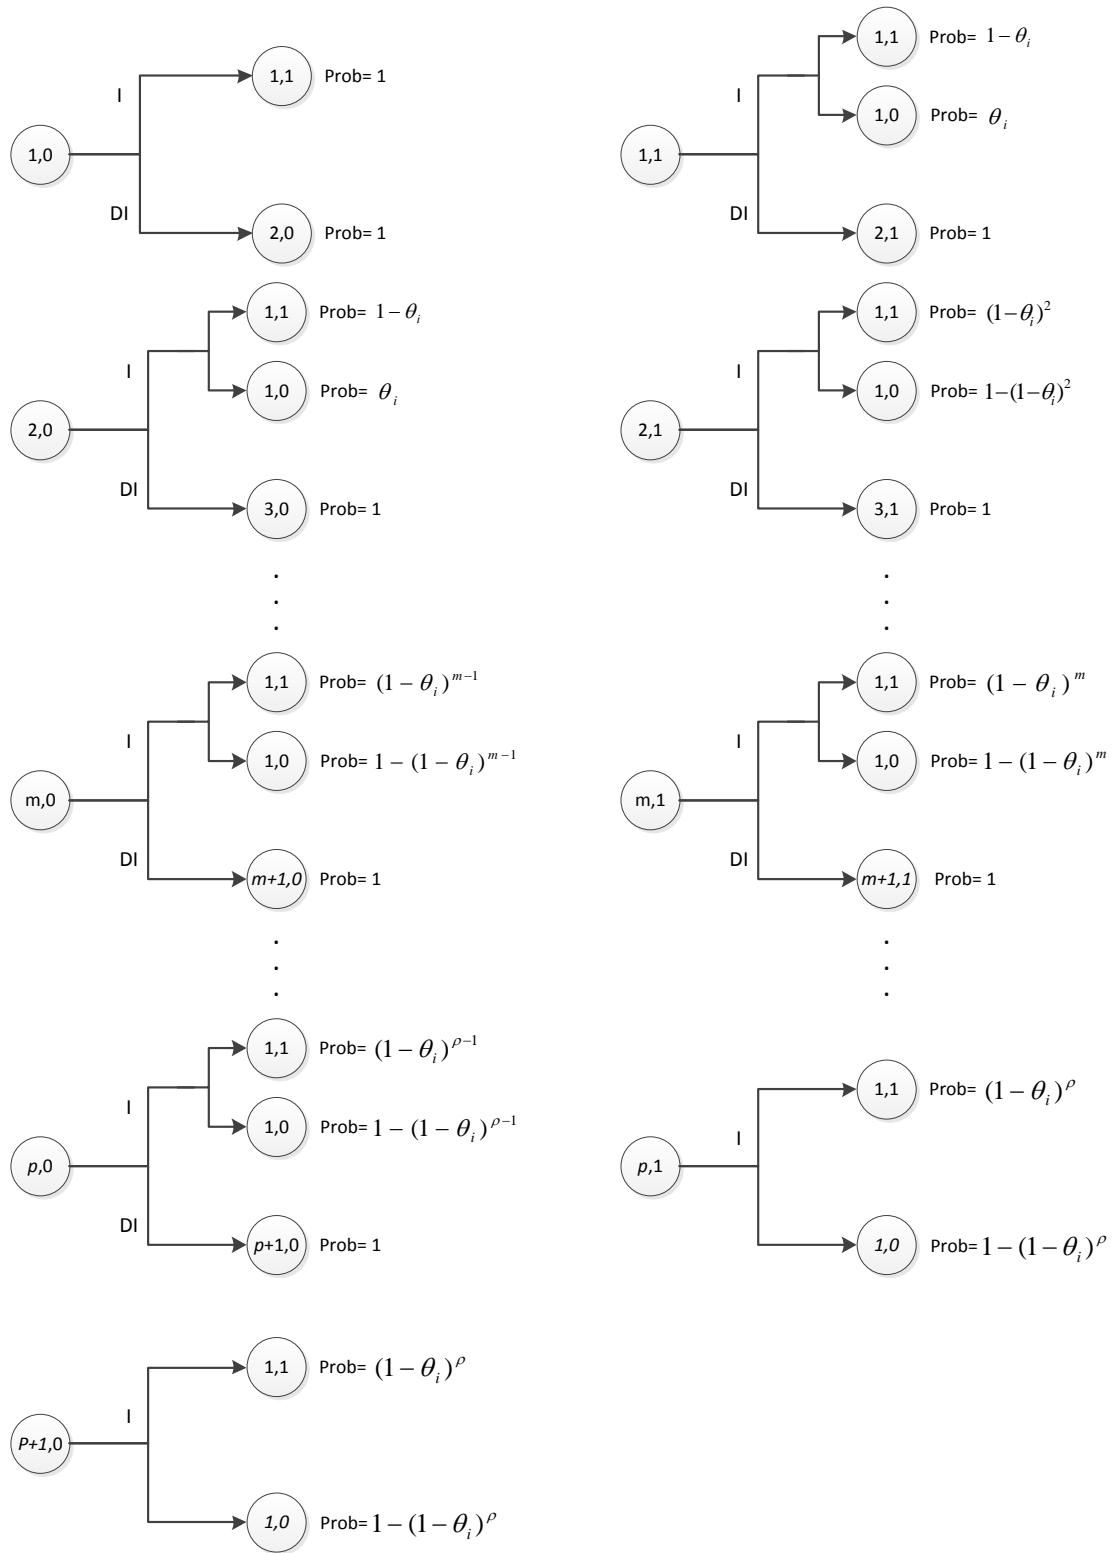 1,0
I
1,1 Prob= 1
DI
2,0 Prob= 1
1,1
I
1,1 Prob= 1 − θᵢ
1,0 Prob= θᵢ
DI
2,1 Prob= 1
2,0
I
1,1 Prob= 1 − θᵢ
1,0 Prob= θᵢ
DI
3,0 Prob= 1
2,1
I
1,1 Prob= (1−θᵢ)²
1,0 Prob= 1−(1−θᵢ)²
DI
3,1 Prob= 1
.
.
.
.
.
.
m,0
I
1,1 Prob= (1 − θᵢ)^{m−1}
1,0 Prob= 1 − (1 − θᵢ)^{m−1}
DI
m+1,0 Prob= 1
m,1
I
1,1 Prob= (1 − θᵢ)^{m}
1,0 Prob= 1 − (1 − θᵢ)^{m}
DI
m+1,1 Prob= 1
.
.
.
.
.
.
p,0
I
1,1 Prob= (1 − θᵢ)^{ρ−1}
1,0 Prob= 1 − (1 − θᵢ)^{ρ−1}
DI
p+1,0 Prob= 1
p,1
I
1,1 Prob= (1 − θᵢ)^{ρ}
1,0 Prob= 1 − (1 − θᵢ)^{ρ}
P+1,0
I
1,1 Prob= (1 − θᵢ)^{ρ}
1,0 Prob= 1 − (1 − θᵢ)^{ρ}